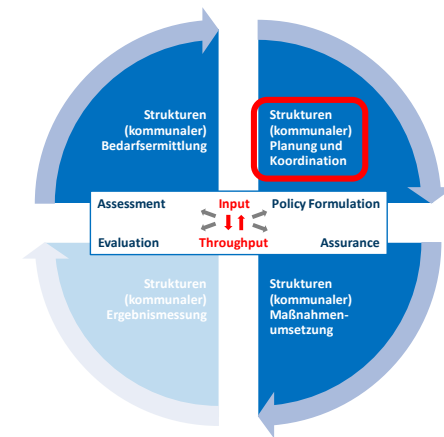 Strukturen
(kommunaler)
Bedarfsermittlung
Strukturen
(kommunaler)
Planung und
Koordination
Assessment Input Policy Formulation
Evaluation Throughput Assurance
Strukturen
(kommunaler)
Ergebnismessung
Strukturen
(kommunaler)
Maßnahmen-
umsetzung